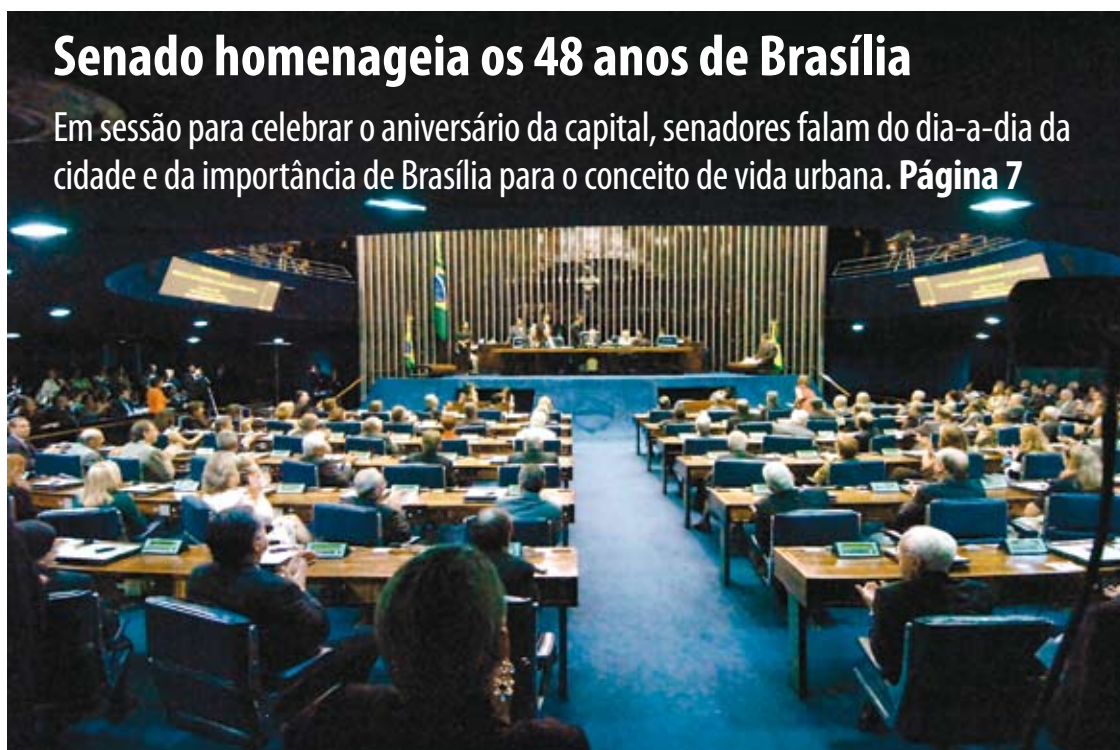 Senado homenageia os 48 anos de Brasília
Em sessão para celebrar o aniversário da capital, senadores falam do dia-a-dia da
cidade e da importância de Brasília para o conceito de vida urbana. Página 7